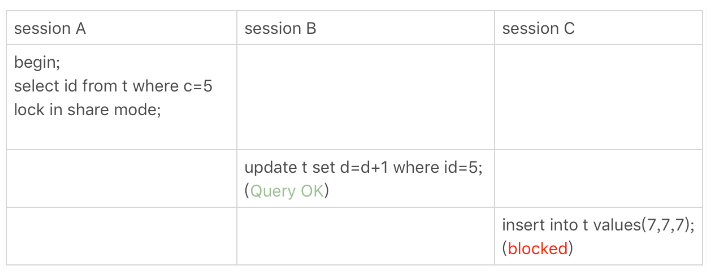 session A
session B
session C
begin;
select id from t where c=5
lock in share mode;
update t set d=d+1 where id=5;
(Query OK)
insert into t values(7,7,7);
(blocked)